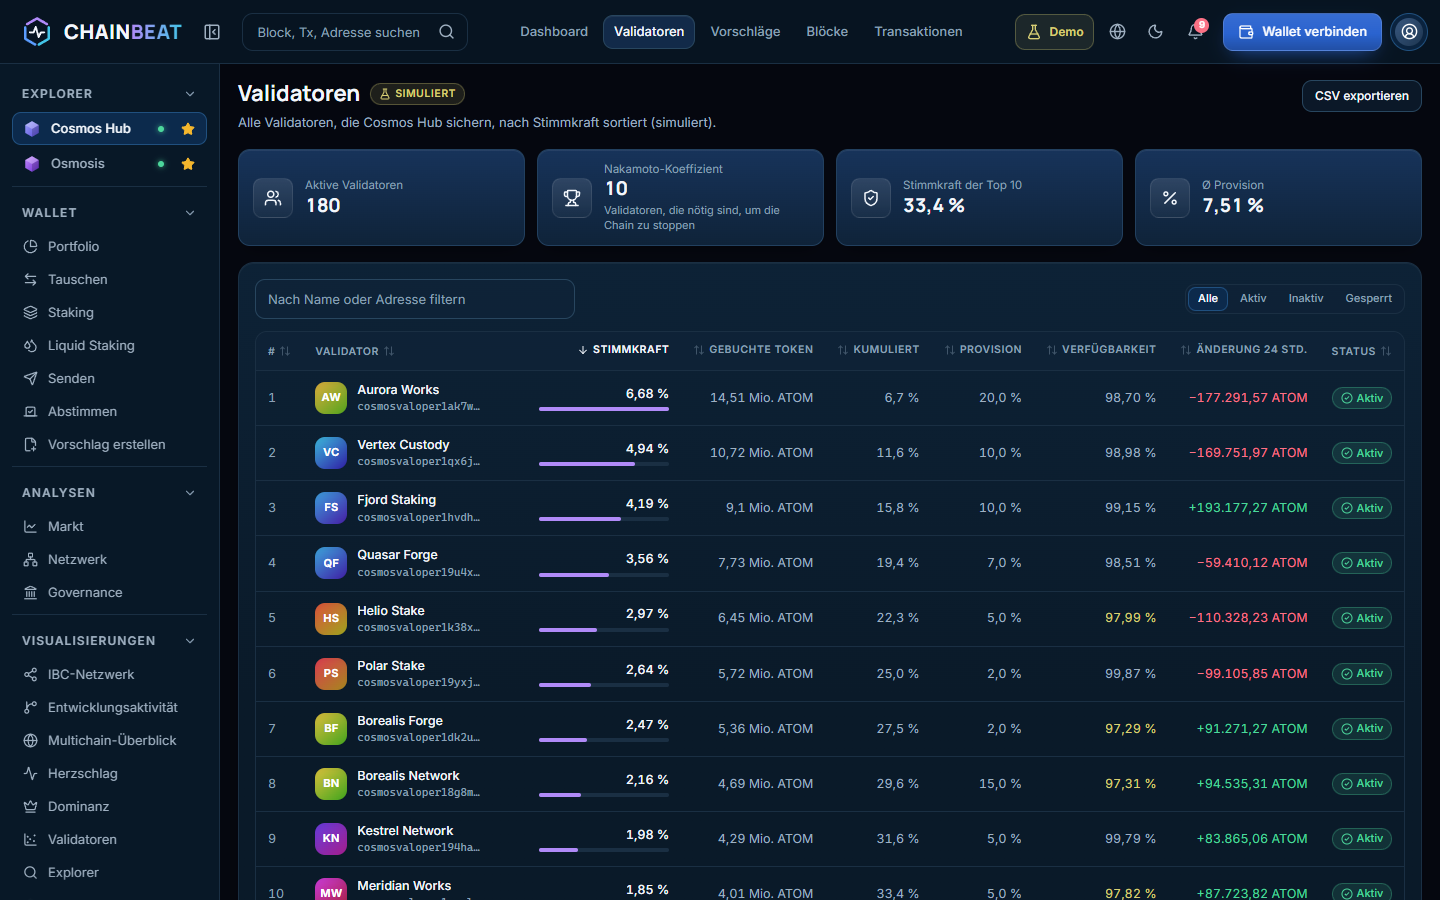 CHAINBEAT
Block, Tx, Adresse suchen
Dashboard
Validatoren
Vorschläge
Blöcke
Transaktionen
Demo
9
Wallet verbinden
EXPLORER
Cosmos Hub
Osmosis
WALLET
Portfolio
Tauschen
Staking
Liquid Staking
Senden
Abstimmen
Vorschlag erstellen
ANALYSEN
Markt
Netzwerk
Governance
VISUALISIERUNGEN
IBC-Netzwerk
Entwicklungsaktivität
Multichain-Überblick
Herzschlag
Dominanz
Validatoren
Explorer
Validatoren
SIMULIERT
CSV exportieren
Alle Validatoren, die Cosmos Hub sichern, nach Stimmkraft sortiert (simuliert).
Aktive Validatoren
180
Nakamoto-Koeffizient
10
Validatoren, die nötig sind, um die
Chain zu stoppen
Stimmkraft der Top 10
33,4 %
Ø Provision
7,51 %
Nach Name oder Adresse filtern
Alle
Aktiv
Inaktiv
Gesperrt
# VALIDATOR STIMMKRAFT GEBUCHTE TOKEN KUMULIERT PROVISION VERFÜGBARKEIT ÄNDERUNG 24 STD. STATUS
1 AW Aurora Works 6,68 % 14,51 Mio. ATOM 6,7 % 20,0 % 98,70 % −177.291,57 ATOM Aktiv
cosmosvaloper1ak7w…
2 VC Vertex Custody 4,94 % 10,72 Mio. ATOM 11,6 % 10,0 % 98,98 % −169.751,97 ATOM Aktiv
cosmosvaloper1qx6j…
3 FS Fjord Staking 4,19 % 9,1 Mio. ATOM 15,8 % 10,0 % 99,15 % +193.177,27 ATOM Aktiv
cosmosvaloper1hvdh…
4 QF Quasar Forge 3,56 % 7,73 Mio. ATOM 19,4 % 7,0 % 98,51 % −59.410,12 ATOM Aktiv
cosmosvaloper19u4x…
5 HS Helio Stake 2,97 % 6,45 Mio. ATOM 22,3 % 5,0 % 97,99 % −110.328,23 ATOM Aktiv
cosmosvaloper1k38x…
6 PS Polar Stake 2,64 % 5,72 Mio. ATOM 25,0 % 2,0 % 99,87 % −99.105,85 ATOM Aktiv
cosmosvaloper19yxj…
7 BF Borealis Forge 2,47 % 5,36 Mio. ATOM 27,5 % 2,0 % 97,29 % +91.271,27 ATOM Aktiv
cosmosvaloper1dk2u…
8 BN Borealis Network 2,16 % 4,69 Mio. ATOM 29,6 % 15,0 % 97,31 % +94.535,31 ATOM Aktiv
cosmosvaloper18g8m…
9 KN Kestrel Network 1,98 % 4,29 Mio. ATOM 31,6 % 5,0 % 99,79 % +83.865,06 ATOM Aktiv
cosmosvaloper194ha…
10 MW Meridian Works 1,85 % 4,01 Mio. ATOM 33,4 % 5,0 % 97,82 % +87.723,82 ATOM Aktiv